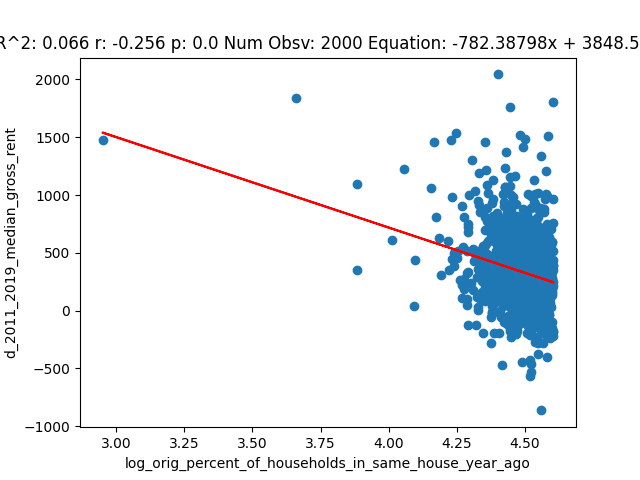 R^2: 0.066 r: -0.256 p: 0.0 Num Obsv: 2000 Equation: -782.38798x + 3848.5
2000
1500
1000
500
0
−500
−1000
d_2011_2019_median_gross_rent
3.00 3.25 3.50 3.75 4.00 4.25 4.50
log_orig_percent_of_households_in_same_house_year_ago